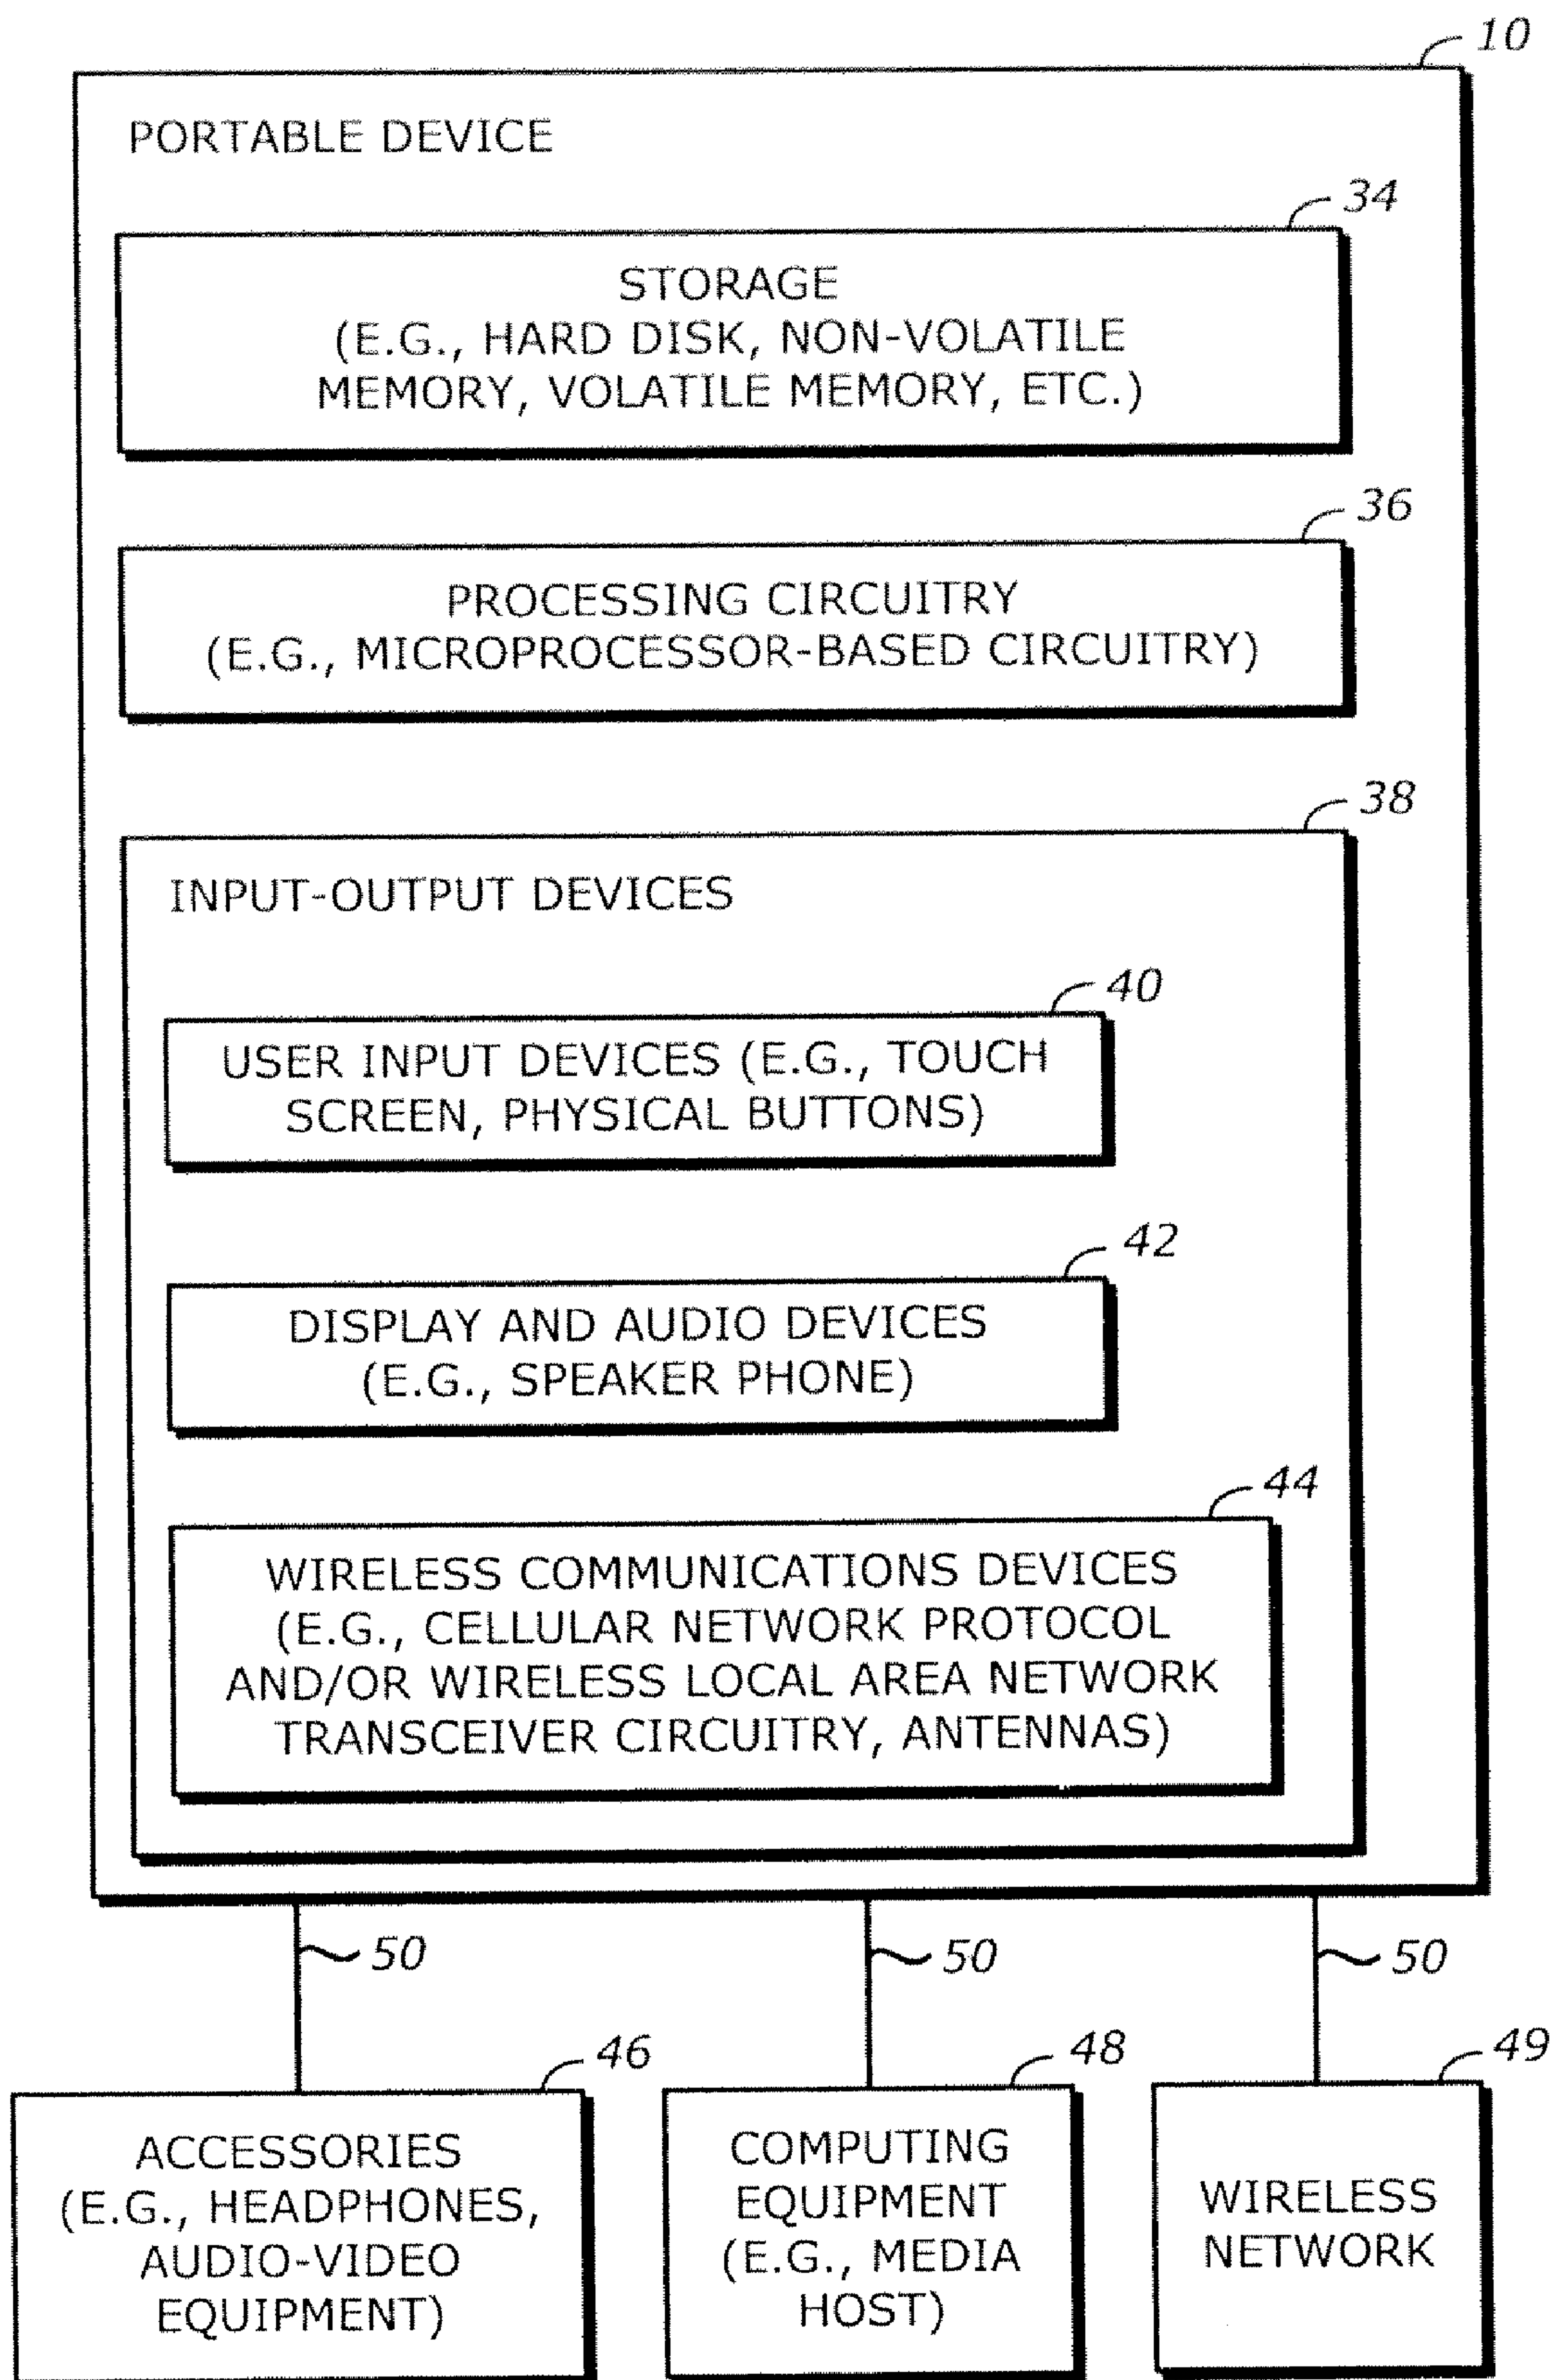 10
PORTABLE DEVICE
34
STORAGE
(E.G., HARD DISK, NON-VOLATILE
MEMORY, VOLATILE MEMORY, ETC.)
36
PROCESSING CIRCUITRY
(E.G., MICROPROCESSOR-BASED CIRCUITRY)
38
INPUT-OUTPUT DEVICES
40
USER INPUT DEVICES (E.G., TOUCH
SCREEN, PHYSICAL BUTTONS)
42
DISPLAY AND AUDIO DEVICES
(E.G., SPEAKER PHONE)
44
WIRELESS COMMUNICATIONS DEVICES
(E.G., CELLULAR NETWORK PROTOCOL
AND/OR WIRELESS LOCAL AREA NETWORK
TRANSCEIVER CIRCUITRY, ANTENNAS)
50
50
50
46
ACCESSORIES
(E.G., HEADPHONES,
AUDIO-VIDEO
EQUIPMENT)
48
COMPUTING
EQUIPMENT
(E.G., MEDIA
HOST)
49
WIRELESS
NETWORK